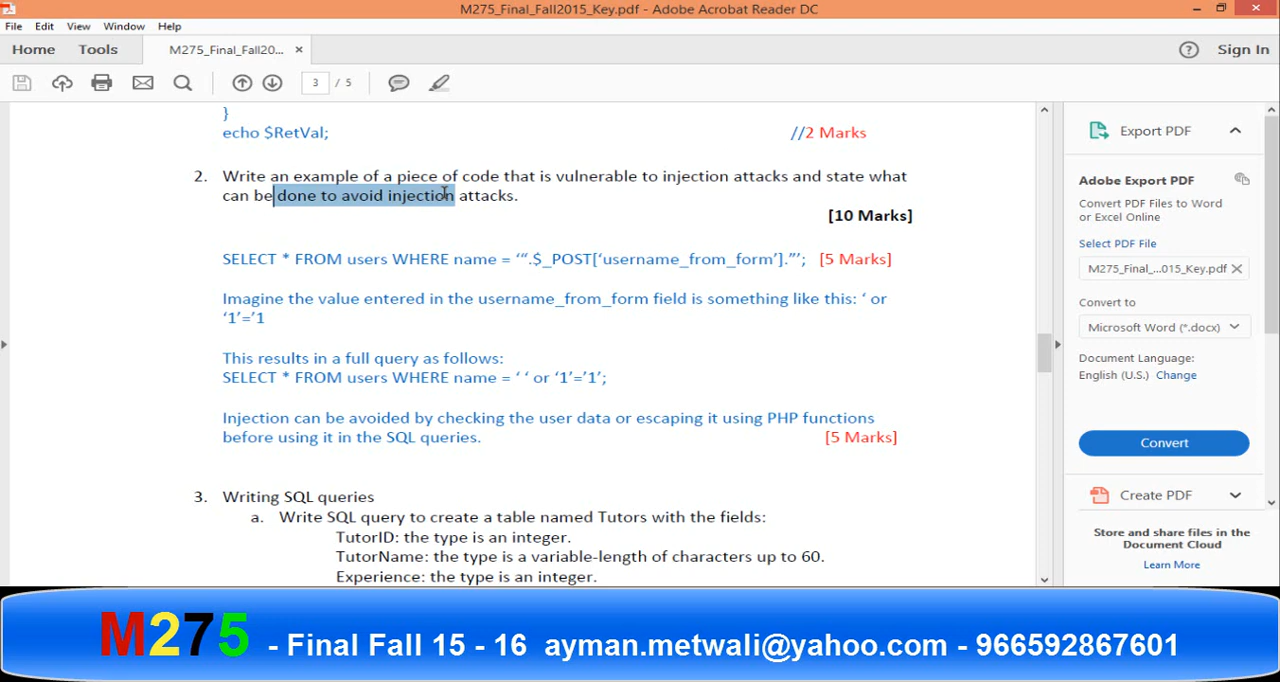 M275_Final_Fall2015_Key.pdf - Adobe Acrobat Reader DC
File Edit View Window Help
Home Tools M275_Final_Fall20... × Sign In
3 / 5
}
echo $RetVal; //2 Marks
2. Write an example of a piece of code that is vulnerable to injection attacks and state what
can be done to avoid injection attacks.
[10 Marks]
SELECT * FROM users WHERE name = ‘“.$_POST[‘username_from_form’].”’; [5 Marks]
Imagine the value entered in the username_from_form field is something like this: ‘ or
‘1’=’1
This results in a full query as follows:
SELECT * FROM users WHERE name = ‘ ‘ or ‘1’=’1’;
Injection can be avoided by checking the user data or escaping it using PHP functions
before using it in the SQL queries. [5 Marks]
3. Writing SQL queries
a. Write SQL query to create a table named Tutors with the fields:
TutorID: the type is an integer.
TutorName: the type is a variable-length of characters up to 60.
Experience: the type is an integer.
Export PDF
Adobe Export PDF
Convert PDF Files to Word
or Excel Online
Select PDF File
M275_Final_...015_Key.pdf ×
Convert to
Microsoft Word (*.docx)
Document Language:
English (U.S.) Change
Convert
Create PDF
Store and share files in the
Document Cloud
Learn More
M275 - Final Fall 15 - 16 ayman.metwali@yahoo.com - 966592867601